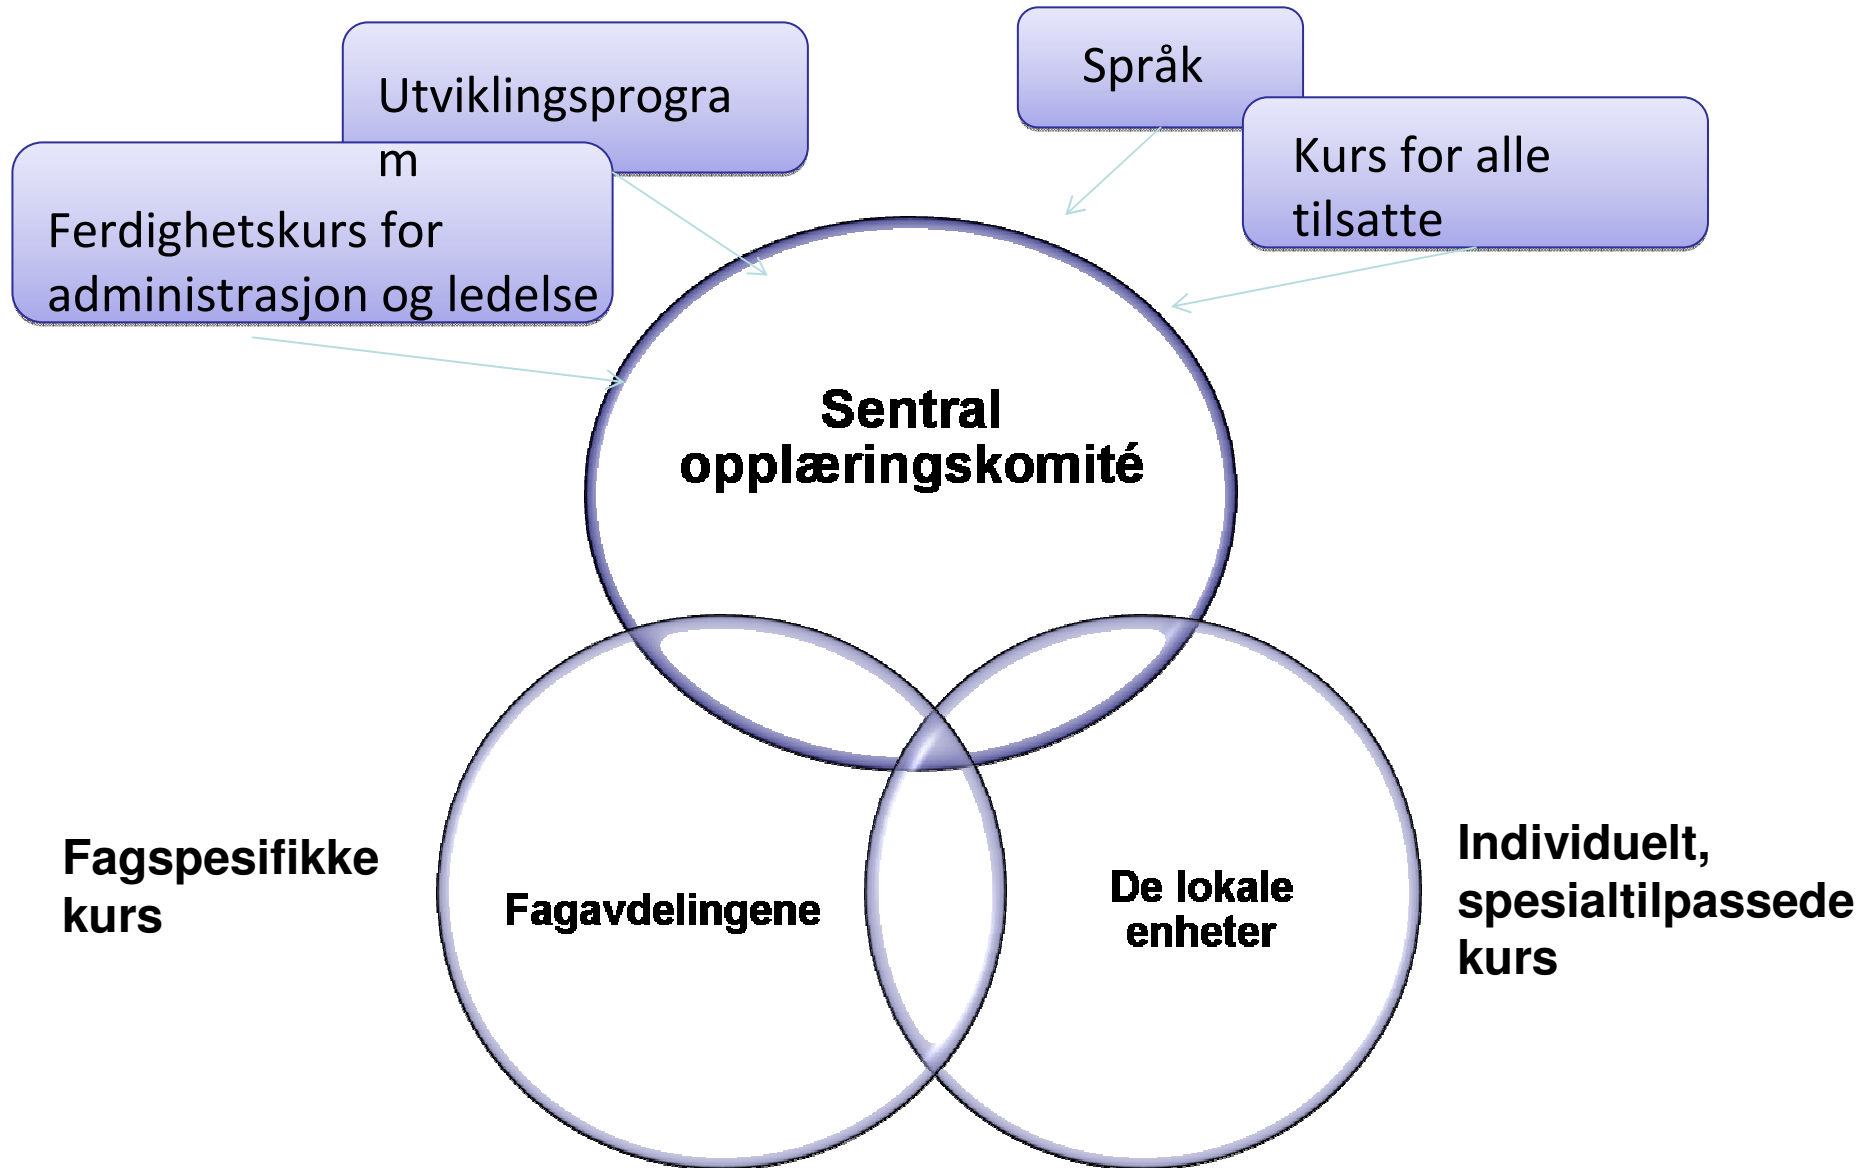 Utviklingsprogra
m
Ferdighetskurs for
administrasjon og ledelse
Språk
Kurs for alle
tilsatte
Sentral
opplæringskomité
Fagspesifikke
kurs
Fagavdelingene
De lokale
enheter
Individuelt,
spesialtilpassede
kurs